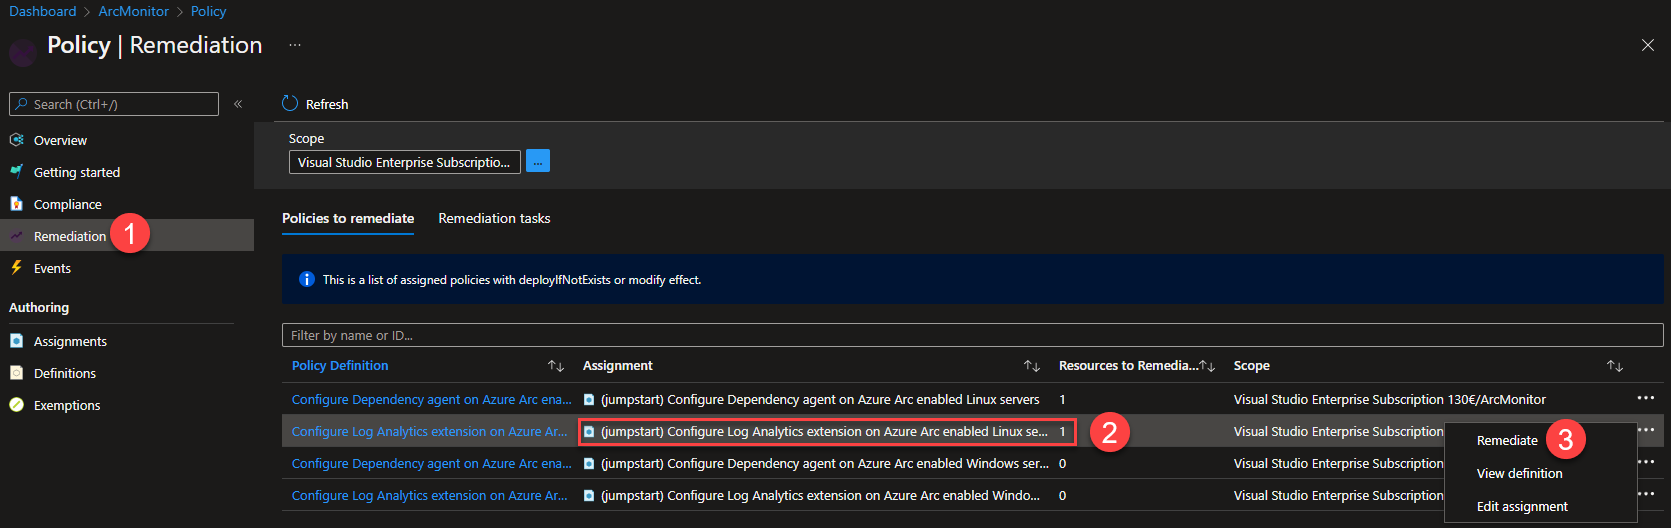 Dashboard > ArcMonitor > Policy
Policy | Remediation ...
Search (Ctrl+/) «
Overview
Getting started
Compliance
Remediation 1
Events
Authoring
Assignments
Definitions
Exemptions
Refresh
Scope
Visual Studio Enterprise Subscriptio... ...
Policies to remediate Remediation tasks
This is a list of assigned policies with deployIfNotExists or modify effect.
Filter by name or ID...
Policy Definition Assignment Resources to Remedia... Scope
Configure Dependency agent on Azure Arc ena... (jumpstart) Configure Dependency agent on Azure Arc enabled Linux servers 1 Visual Studio Enterprise Subscription 130€/ArcMonitor ...
Configure Log Analytics extension on Azure Ar... (jumpstart) Configure Log Analytics extension on Azure Arc enabled Linux se... 1 2 Visual Studio Enterprise Subscription ...
Configure Dependency agent on Azure Arc ena... (jumpstart) Configure Dependency agent on Azure Arc enabled Windows ser... 0 Visual Studio Enterprise Subscription ...
Configure Log Analytics extension on Azure Ar... (jumpstart) Configure Log Analytics extension on Azure Arc enabled Windo... 0 Visual Studio Enterprise Subscription ...
Remediate 3
View definition
Edit assignment